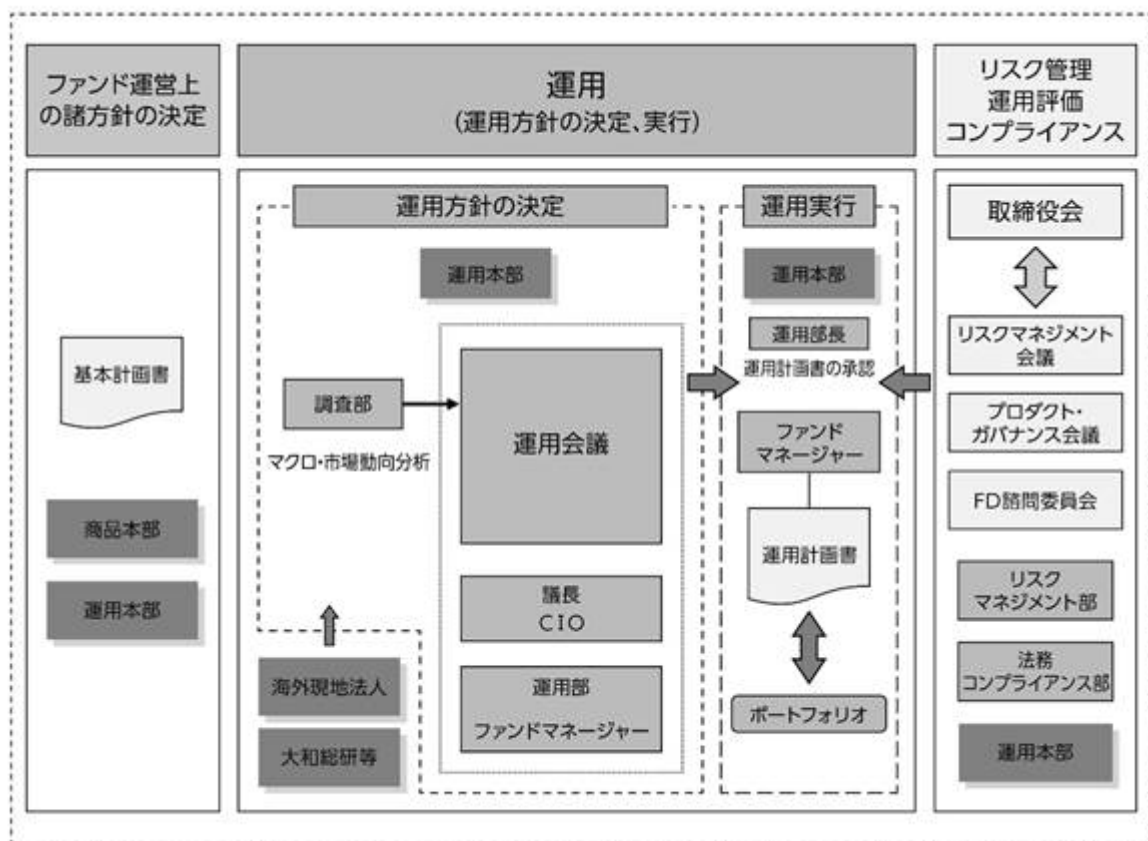 ファンド運営上
の諸方針の決定
運用
(運用方針の決定、実行)
リスク管理
運用評価
コンプライアンス
基本計画書
商品本部
運用本部
運用方針の決定
運用本部
調査部
マクロ・市場動向分析
運用会議
議長
CIO
運用部
ファンドマネージャー
海外現地法人
大和総研等
運用実行
運用本部
運用部長
運用計画書の承認
ファンド
マネージャー
運用計画書
ポートフォリオ
取締役会
リスクマネジメント
会議
プロダクト・
ガバナンス会議
FD諮問委員会
リスク
マネジメント部
法務
コンプライアンス部
運用本部